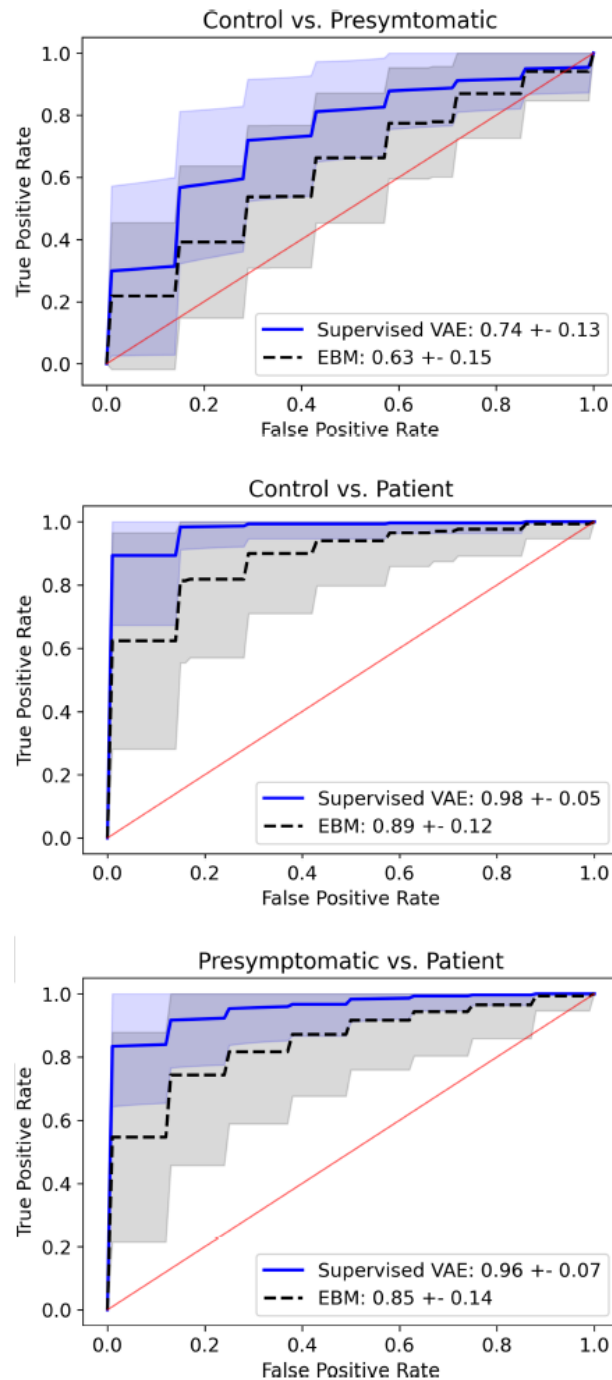 Control vs. Presymtomatic
True Positive Rate
1.0
0.8
0.6
0.4
0.2
0.0
Supervised VAE: 0.74 +- 0.13
EBM: 0.63 +- 0.15
0.0 0.2 0.4 0.6 0.8 1.0
False Positive Rate
Control vs. Patient
True Positive Rate
1.0
0.8
0.6
0.4
0.2
0.0
Supervised VAE: 0.98 +- 0.05
EBM: 0.89 +- 0.12
0.0 0.2 0.4 0.6 0.8 1.0
False Positive Rate
Presymptomatic vs. Patient
True Positive Rate
1.0
0.8
0.6
0.4
0.2
0.0
Supervised VAE: 0.96 +- 0.07
EBM: 0.85 +- 0.14
0.0 0.2 0.4 0.6 0.8 1.0
False Positive Rate